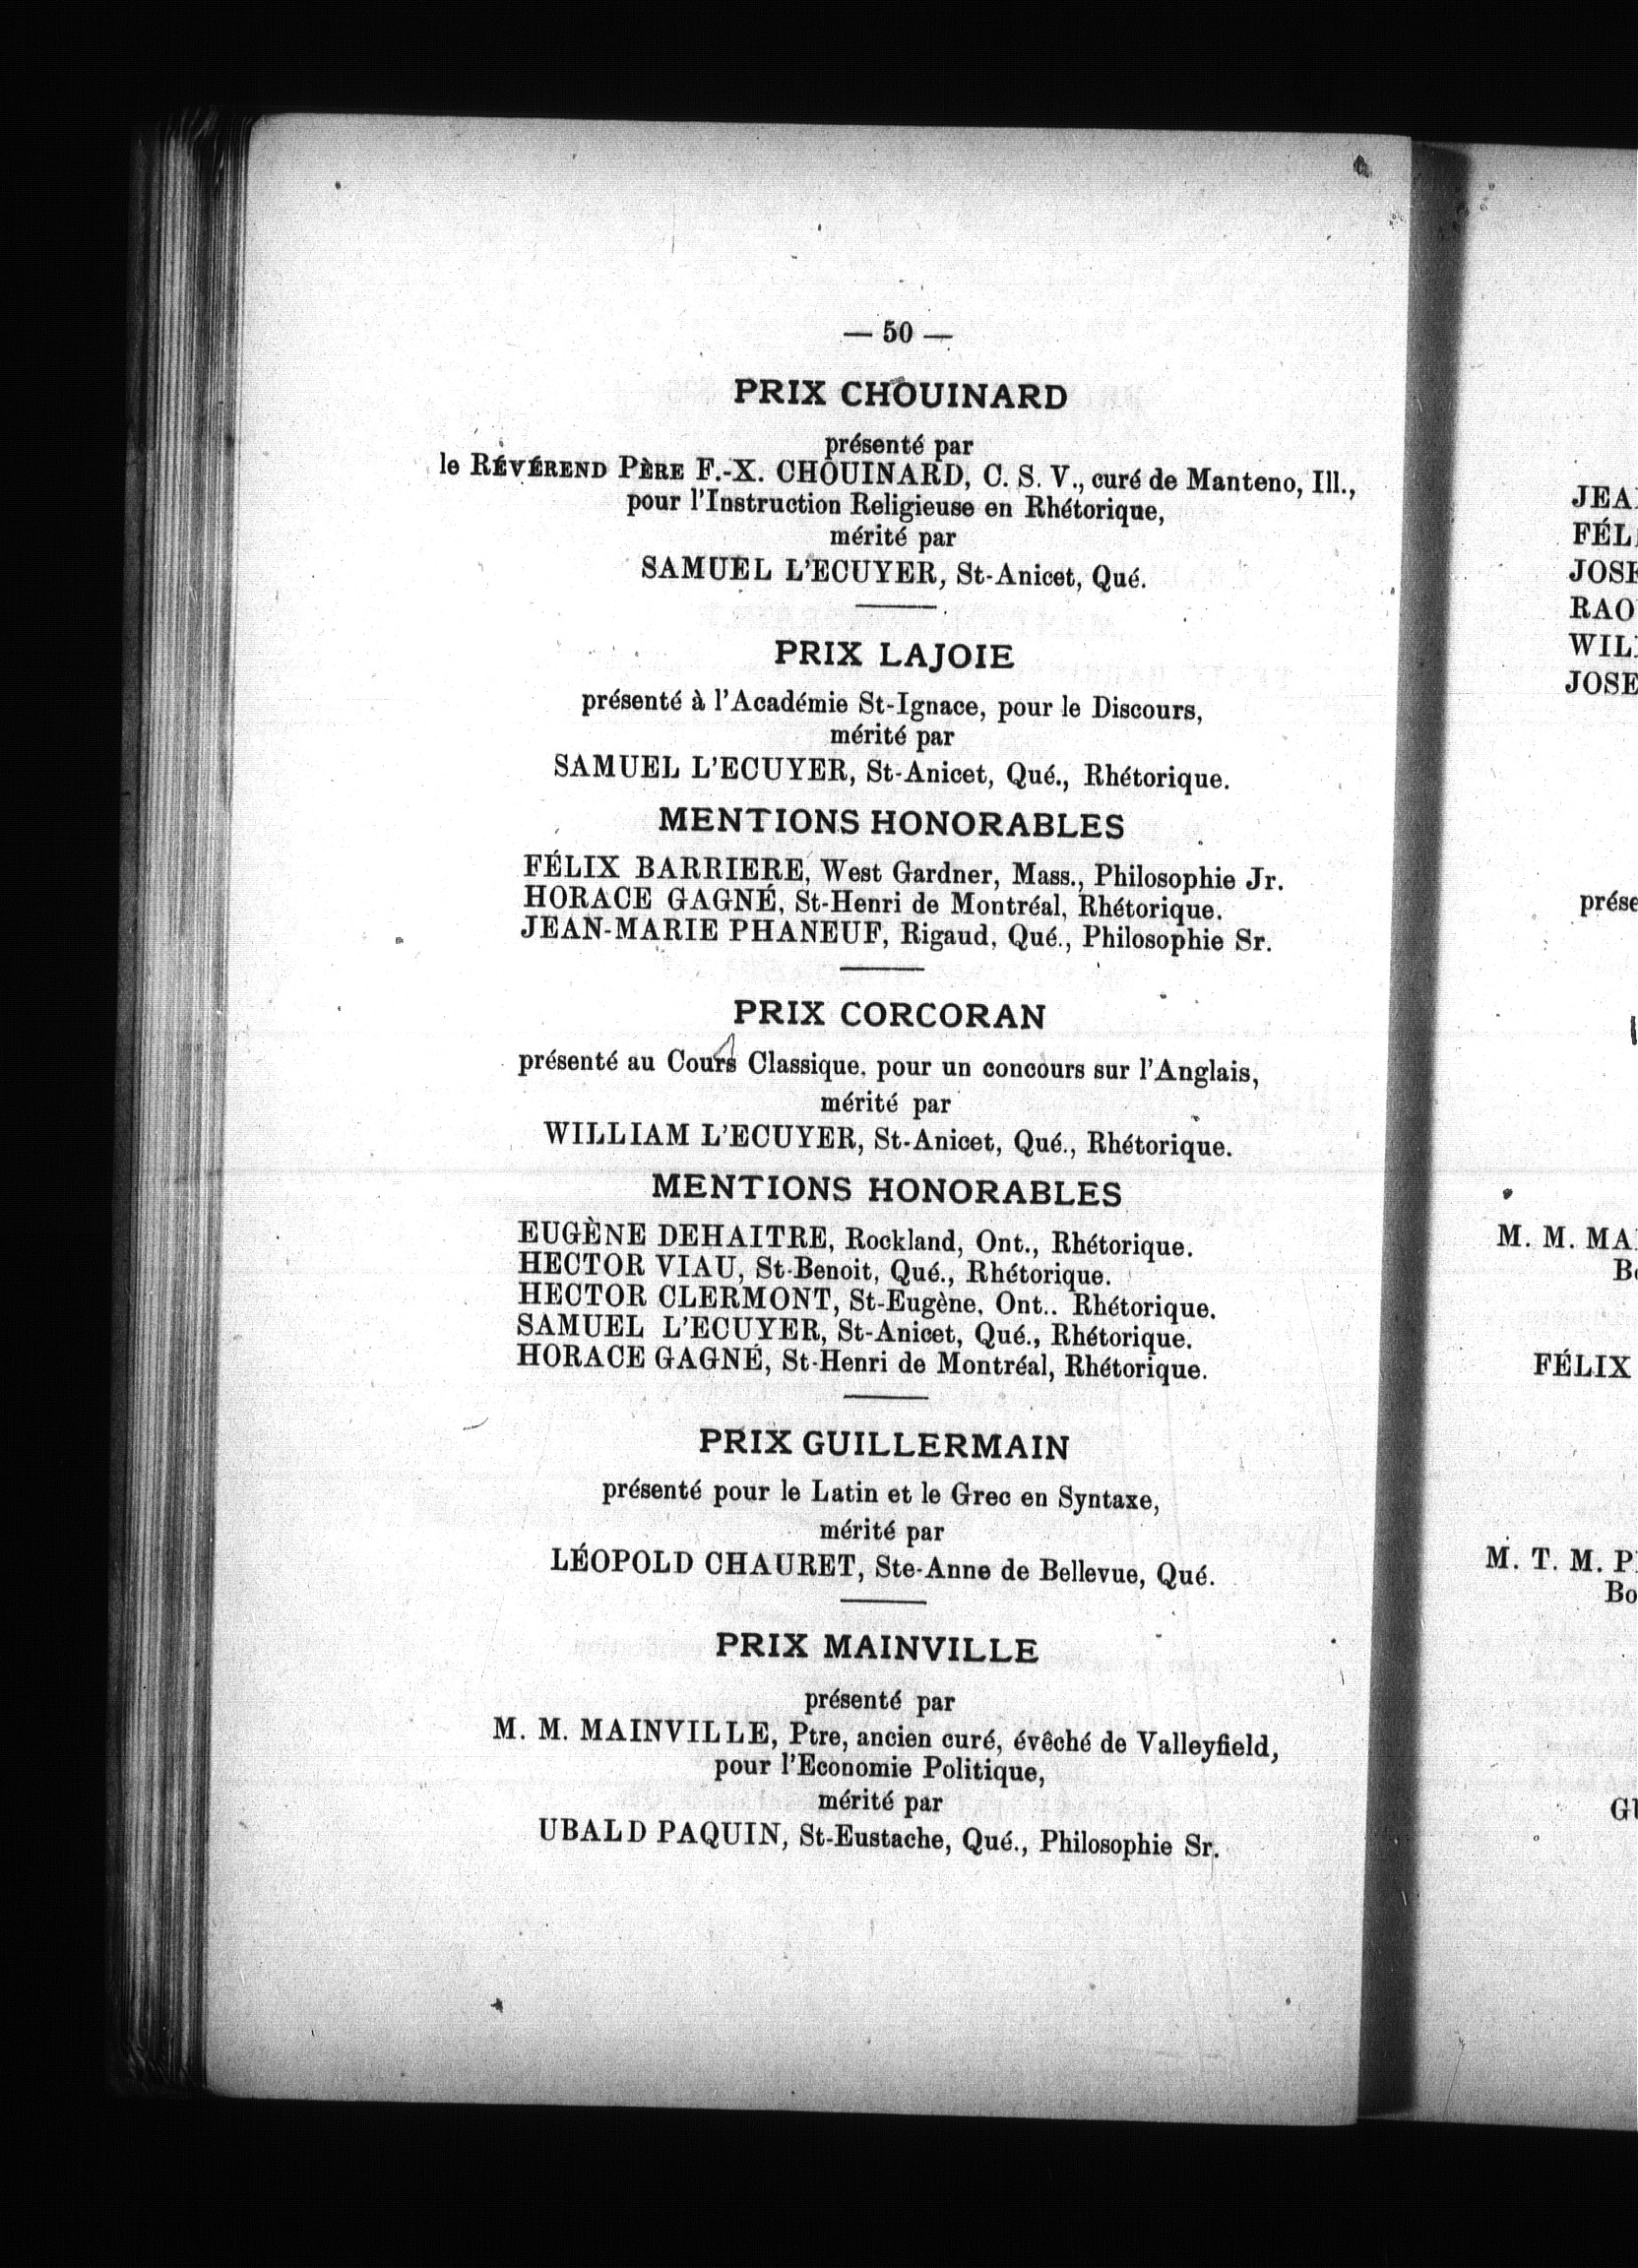 — 50 —
PRIX CHOUINARD
présenté par
le RÉVÉREND PÈRE F.-X. CHOUINARD, C. S. V., curé de Manteno, Ill.,
pour l'Instruction Religieuse en Rhétorique,
mérité par
SAMUEL L'ECUYER, St-Anicet, Qué.
PRIX LAJOIE
présenté à l'Académie St-Ignace, pour le Discours,
mérité par
SAMUEL L'ECUYER, St-Anicet, Qué., Rhétorique.
MENTIONS HONORABLES
FÉLIX BARRIERE, West Gardner, Mass., Philosophie Jr.
HORACE GAGNÉ, St-Henri de Montréal, Rhétorique.
JEAN-MARIE PHANEUF, Rigaud, Qué., Philosophie Sr.
PRIX CORCORAN
présenté au Cours Classique, pour un concours sur l'Anglais,
mérité par
WILLIAM L'ECUYER, St-Anicet, Qué., Rhétorique.
MENTIONS HONORABLES
EUGÈNE DEHAITRE, Rockland, Ont., Rhétorique.
HECTOR VIAU, St-Benoit, Qué., Rhétorique.
HECTOR CLERMONT, St-Eugène, Ont.. Rhétorique.
SAMUEL L'ECUYER, St-Anicet, Qué., Rhétorique.
HORACE GAGNÉ, St-Henri de Montréal, Rhétorique.
PRIX GUILLERMAIN
présenté pour le Latin et le Grec en Syntaxe,
mérité par
LÉOPOLD CHAURET, Ste-Anne de Bellevue, Qué.
PRIX MAINVILLE
présenté par
M. M. MAINVILLE, Ptre, ancien curé, évêché de Valleyfield,
pour l'Economie Politique,
mérité par
UBALD PAQUIN, St-Eustache, Qué., Philosophie Sr.
M. M.
FÉLIX
M. T. M.